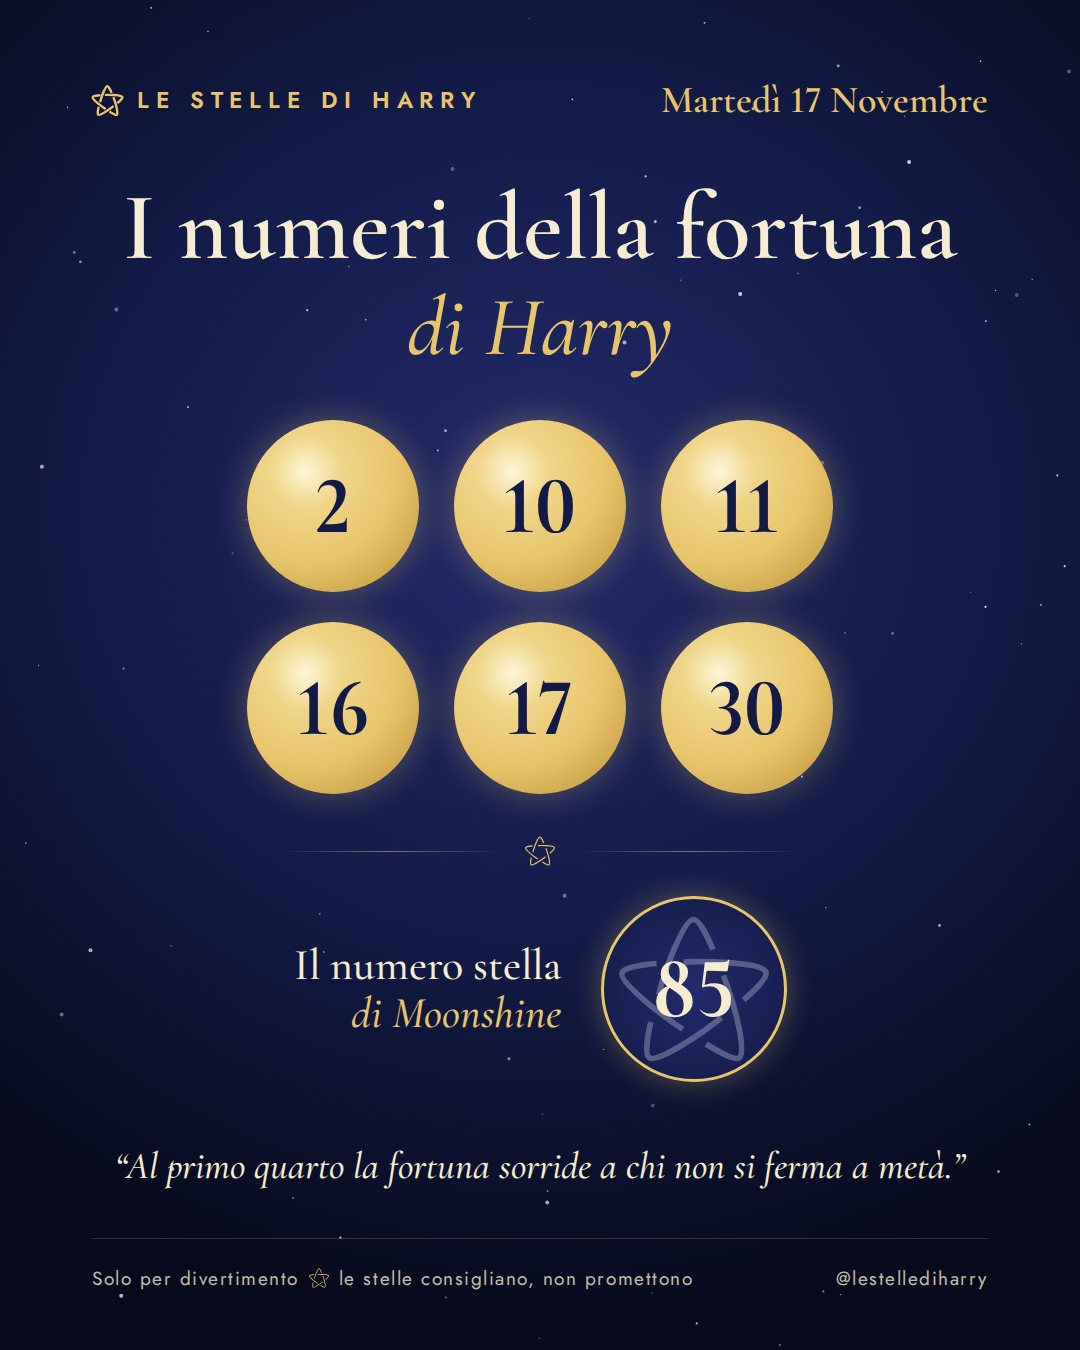 LE STELLE DI HARRY
Martedì 17 Novembre
I numeri della fortuna
di Harry
2 10 11
16 17 30
Il numero stella
di Moonshine
85
“Al primo quarto la fortuna sorride a chi non si ferma a metà.”
Solo per divertimento le stelle consigliano, non promettono
@lestellediharry